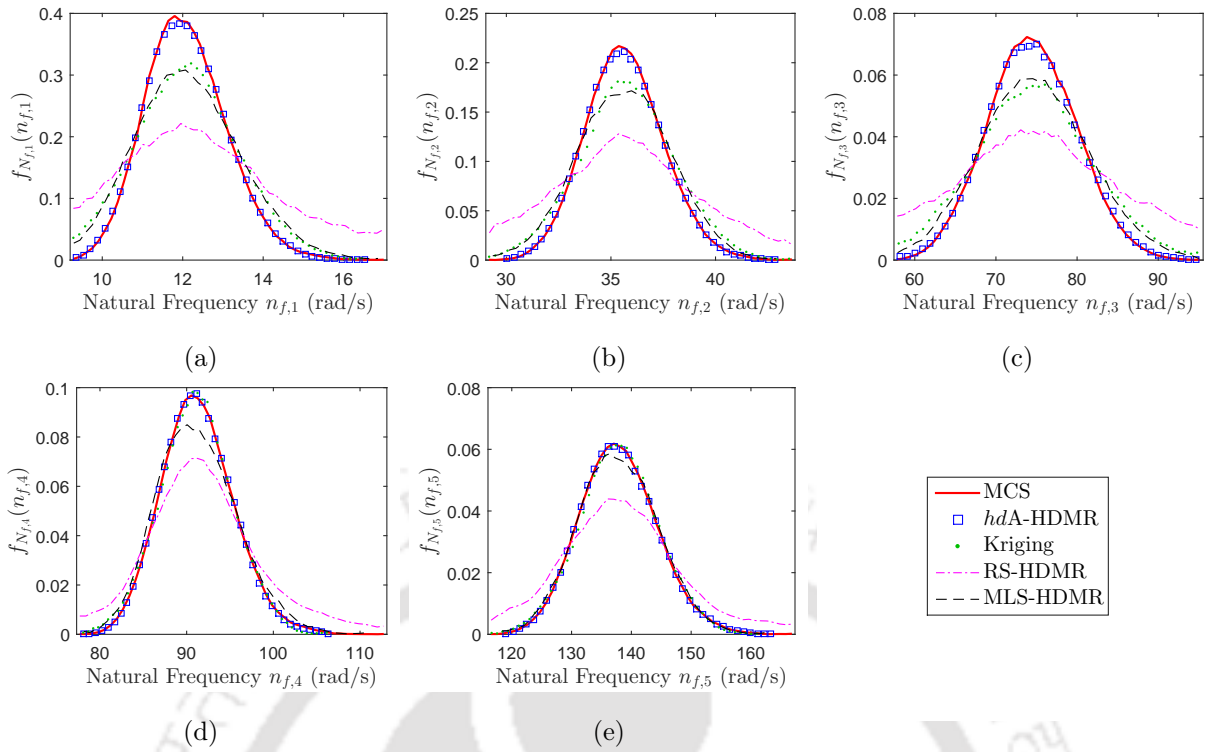 0.4
0.3
0.2
0.1
0
10 12 14 16
f_{N_{f,1}}(n_{f,1})
Natural Frequency n_{f,1} (rad/s)
(a)
0.25
0.2
0.15
0.1
0.05
0
30 35 40
f_{N_{f,2}}(n_{f,2})
Natural Frequency n_{f,2} (rad/s)
(b)
0.08
0.06
0.04
0.02
0
60 70 80 90
f_{N_{f,3}}(n_{f,3})
Natural Frequency n_{f,3} (rad/s)
(c)
0.1
0.08
0.06
0.04
0.02
0
80 90 100 110
f_{N_{f,4}}(n_{f,4})
Natural Frequency n_{f,4} (rad/s)
(d)
0.08
0.06
0.04
0.02
0
120 130 140 150 160
f_{N_{f,5}}(n_{f,5})
Natural Frequency n_{f,5} (rad/s)
(e)
MCS
hdA-HDMR
Kriging
RS-HDMR
MLS-HDMR